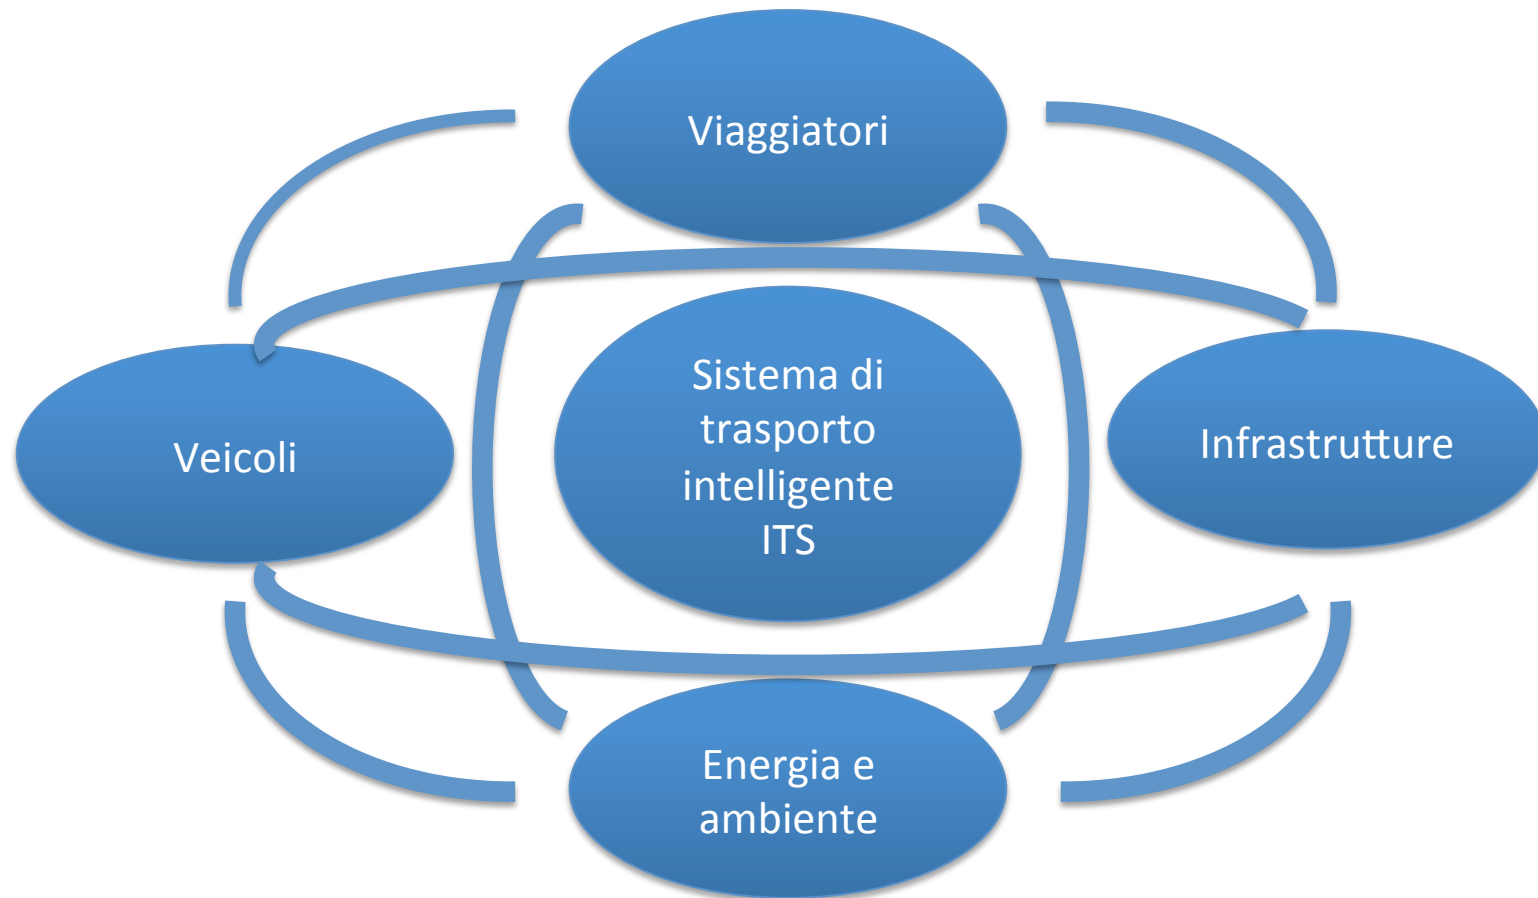 Viaggiatori
Sistema di
trasporto
intelligente
ITS
Veicoli
Infrastrutture
Energia e
ambiente